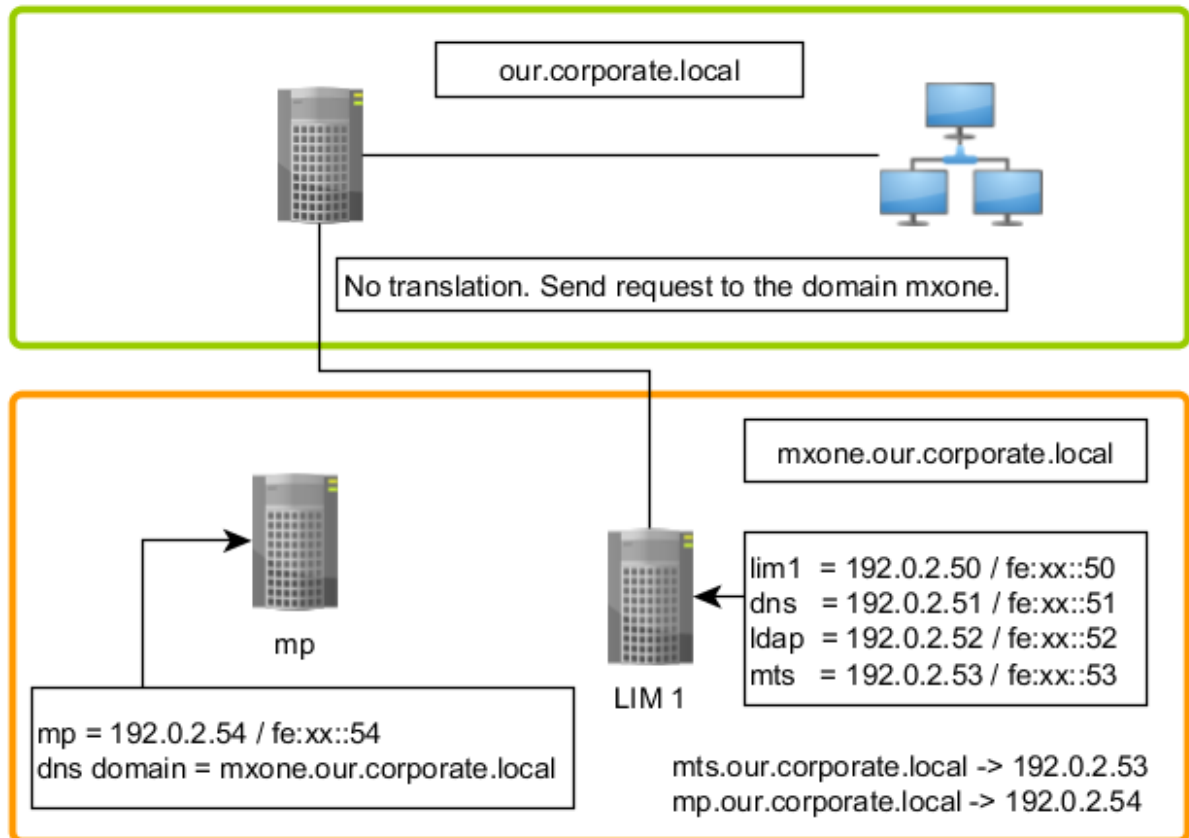 our.corporate.local
No translation. Send request to the domain mxone.
mxone.our.corporate.local
lim1 = 192.0.2.50 / fe:xx::50
dns = 192.0.2.51 / fe:xx::51
ldap = 192.0.2.52 / fe:xx::52
mts = 192.0.2.53 / fe:xx::53
mp
LIM 1
mp = 192.0.2.54 / fe:xx::54
dns domain = mxone.our.corporate.local
mts.our.corporate.local -> 192.0.2.53
mp.our.corporate.local -> 192.0.2.54